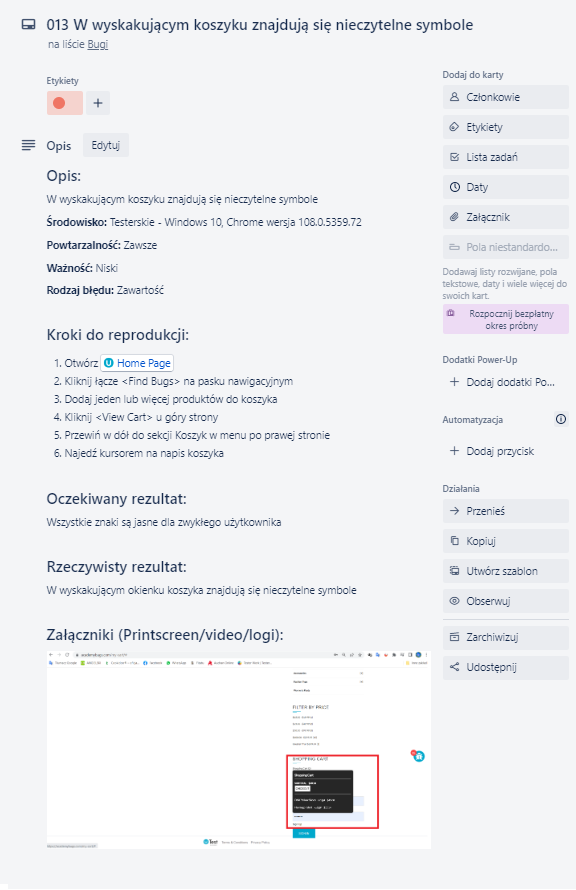 013 W wyskakującym koszyku znajdują się nieczytelne symbole
na liście Bugi
Etykiety
Opis
Edytuj
Opis:
W wyskakującym koszyku znajdują się nieczytelne symbole
Środowisko: Testerskie - Windows 10, Chrome wersja 108.0.5359.72
Powtarzalność: Zawsze
Ważność: Niski
Rodzaj błędu: Zawartość
Kroki do reprodukcji:
1. Otwórz Home Page
2. Kliknij łącze <Find Bugs> na pasku nawigacyjnym
3. Dodaj jeden lub więcej produktów do koszyka
4. Kliknij <View Cart> u góry strony
5. Przewiń w dół do sekcji Koszyk w menu po prawej stronie
6. Najedź kursorem na napis koszyka
Oczekiwany rezultat:
Wszystkie znaki są jasne dla zwykłego użytkownika
Rzeczywisty rezultat:
W wyskakującym okienku koszyka znajdują się nieczytelne symbole
Załączniki (Printscreen/video/logi):
FILTER BY PRICE
SHOPPING CART
Dodaj do karty
Członkowie
Etykiety
Lista zadań
Daty
Załącznik
Pola niestandardo...
Dodawaj listy rozwijane, pola
tekstowe, daty i wiele więcej do
swoich kart.
Rozpocznij bezpłatny
okres próbny
Dodatki Power-Up
Dodaj dodatki Po...
Automatyzacja
Dodaj przycisk
Działania
Przenieś
Kopiuj
Utwórz szablon
Obserwuj
Zarchiwizuj
Udostępnij